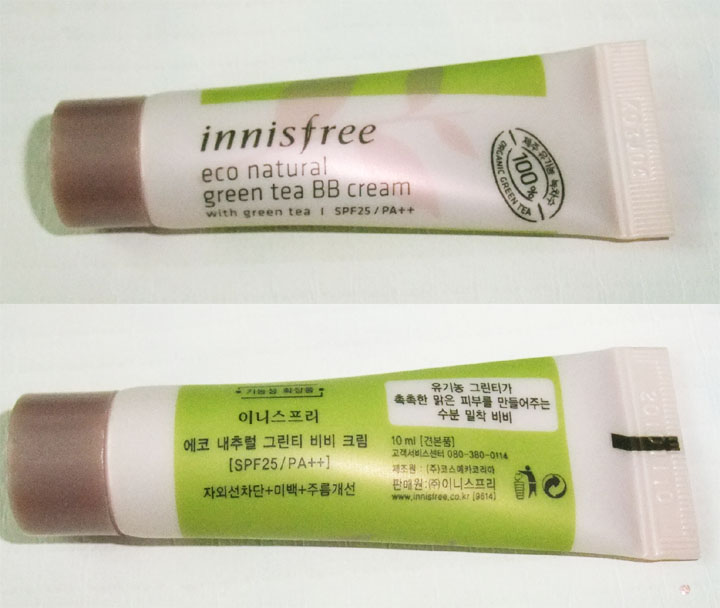 innisfree
eco natural
green tea BB cream
with green tea | SPF25/PA++
100%
ORGANIC GREEN TEA
기능성 화장품
이니스프리
에코 내추럴 그린티 비비 크림
[SPF25/PA++]
자외선차단+미백+주름개선
유기농 그린티가
촉촉한 맑은 피부를 만들어주는
수분 밀착 비비
10 ml [견본품]
고객서비스센터 080-380-0114
제조원 : (주)코스메카코리아
판매원:(주)이니스프리
www.innisfree.co.kr [9814]